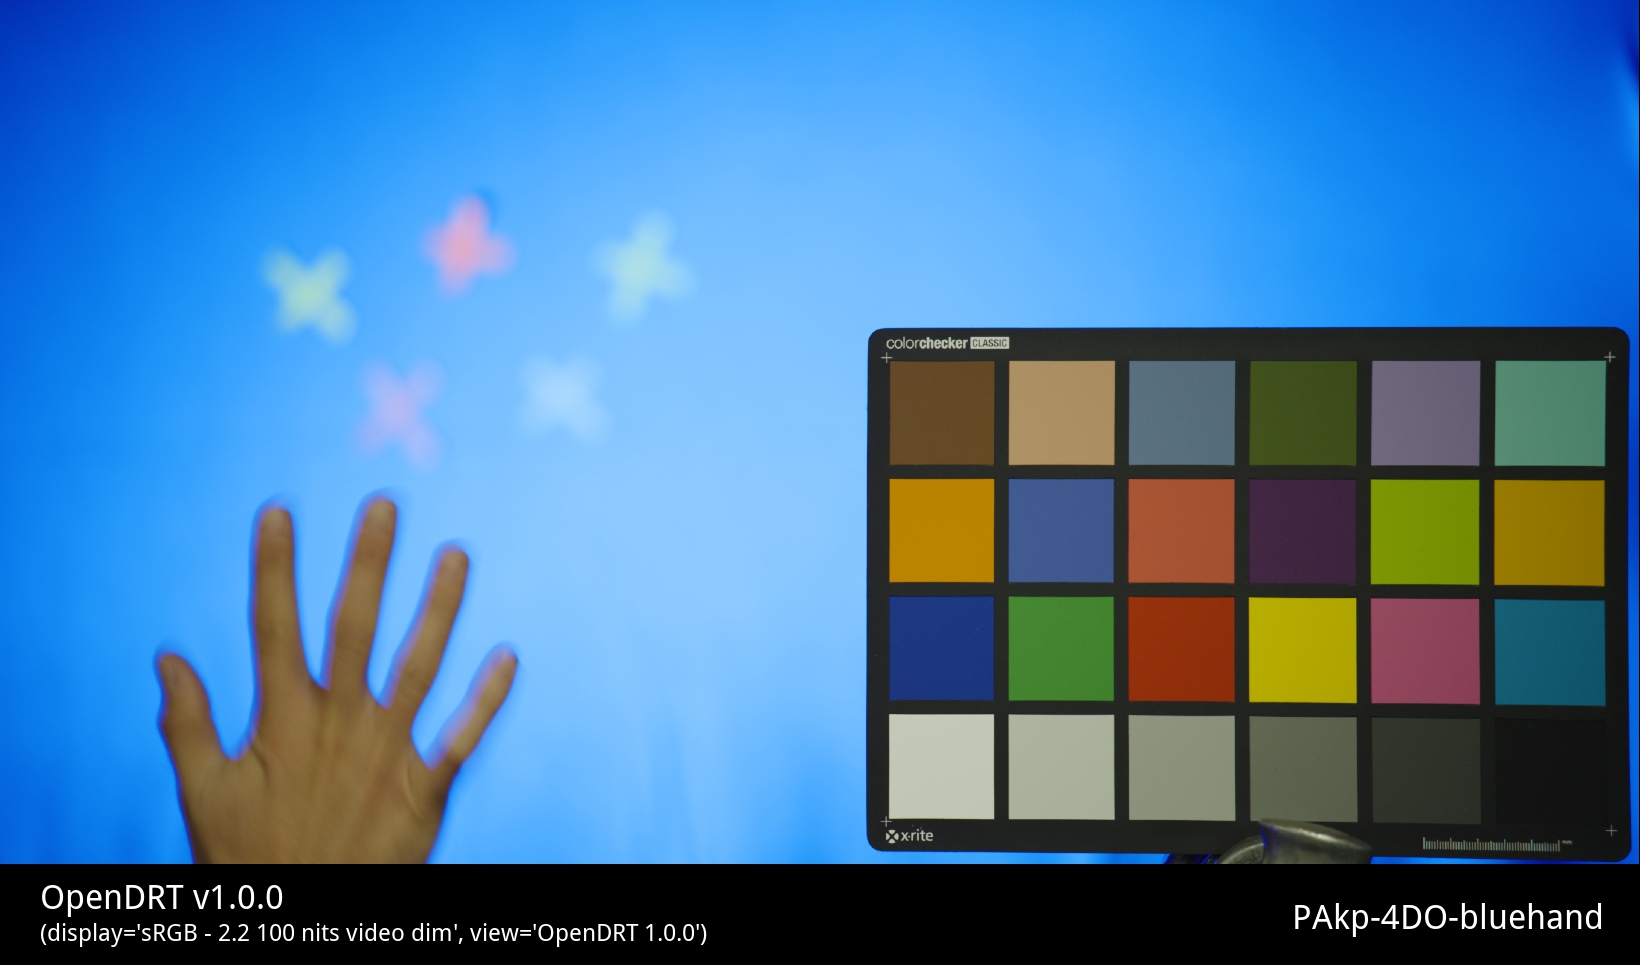 colorchecker CLASSIC
x·rite
mm
OpenDRT v1.0.0
(display='sRGB - 2.2 100 nits video dim', view='OpenDRT 1.0.0')
PAkp-4DO-bluehand